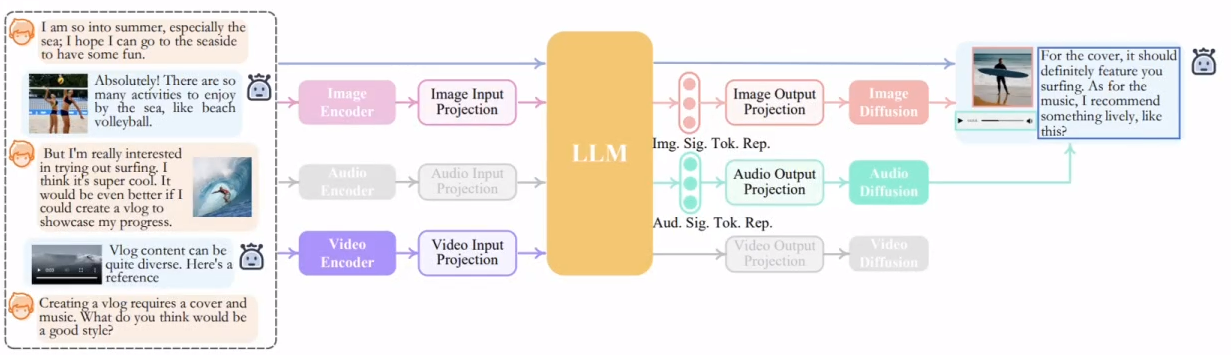 I am so into summer, especially the
sea; I hope I can go to the seaside
to have some fun.
Absolutely! There are so
many activities to enjoy
by the sea, like beach
volleyball.
But I'm really interested
in trying out surfing. I
think it's super cool. It
would be even better if I
could create a vlog to
showcase my progress.
Vlog content can be
quite diverse. Here's a
reference
Creating a vlog requires a cover and
music. What do you think would be
a good style?
Image
Encoder
Image Input
Projection
Audio
Encoder
Audio Input
Projection
Video
Encoder
Video Input
Projection
LLM
Img. Sig. Tok. Rep.
Image Output
Projection
Image
Diffusion
Aud. Sig. Tok. Rep.
Audio Output
Projection
Audio
Diffusion
Video Output
Projection
Video
Diffusion
For the cover, it should
definitely feature you
surfing. As for the
music, I recommend
something lively, like
this?